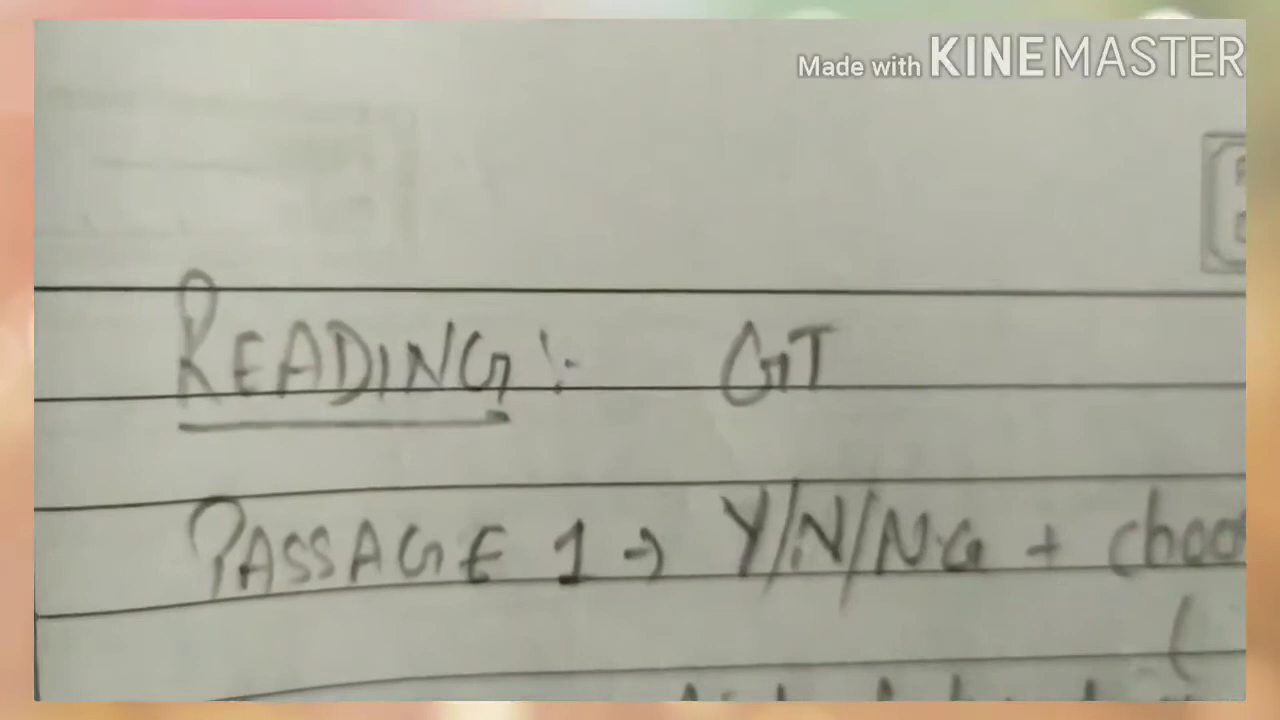 Made with KINEMASTER
READING :- GT
PASSAGE 1 → Y/N/NG +